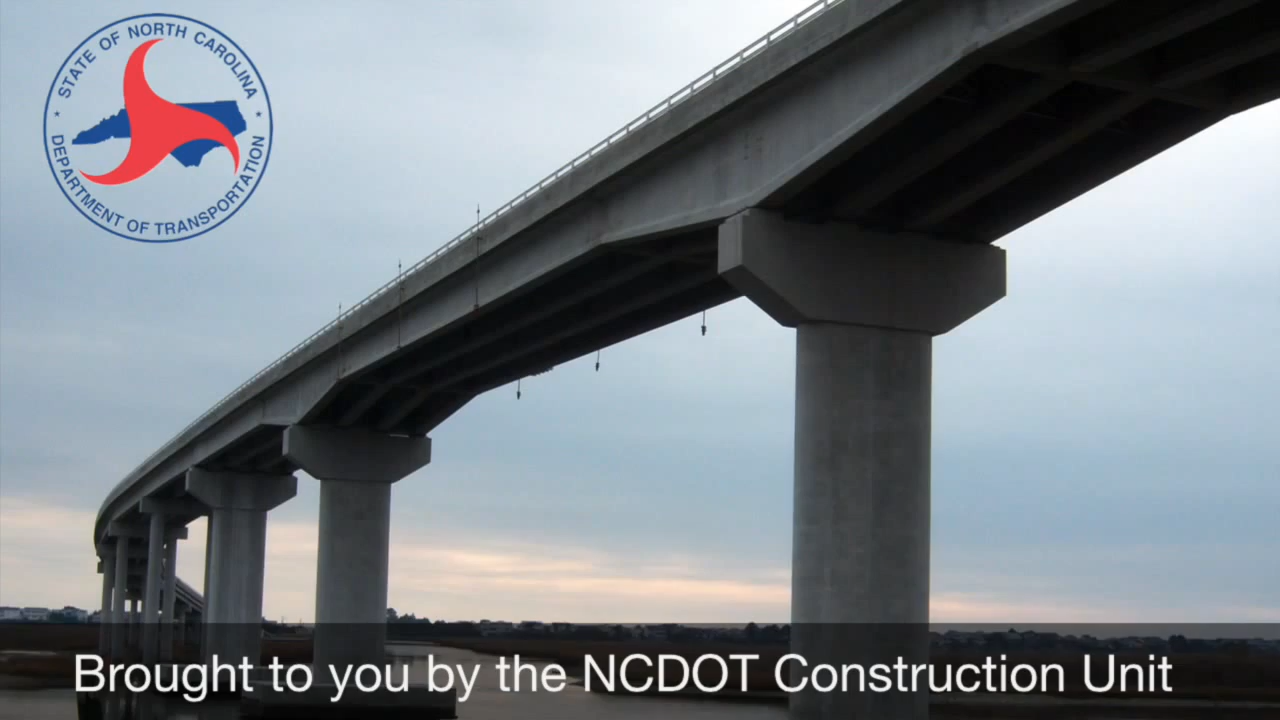 STATE OF NORTH CAROLINA
DEPARTMENT OF TRANSPORTATION
Brought to you by the NCDOT Construction Unit